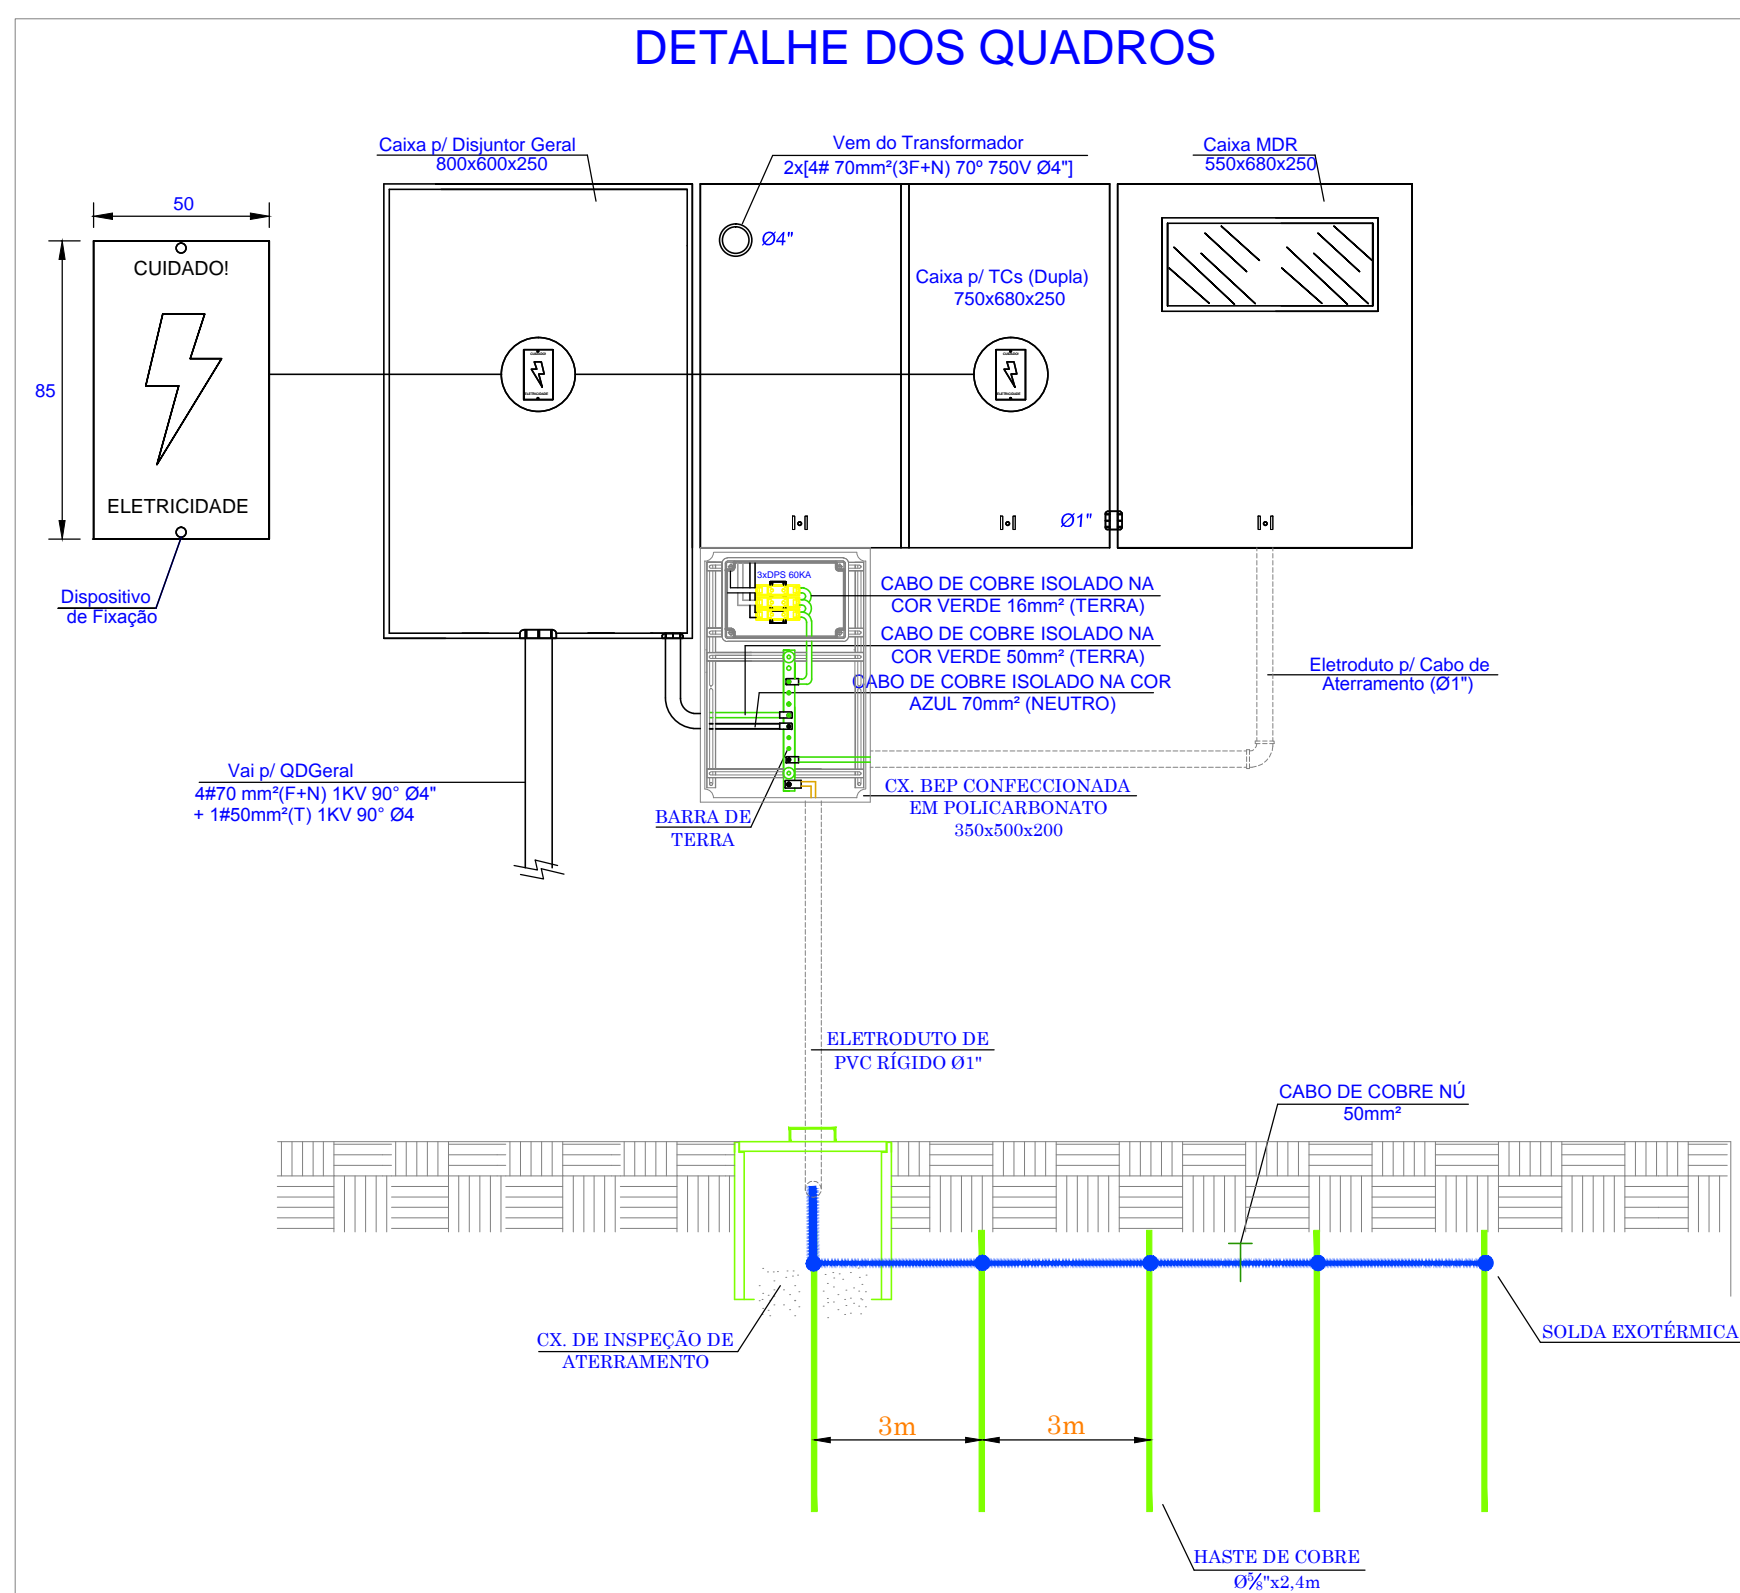 DETALHE DOS QUADROS
Caixa p/ Disjuntor Geral
800x600x250
Vem do Transformador
2x[4# 70mm²(3F+N) 70º 750V Ø4"]
Caixa MDR
550x680x250
50
85
CUIDADO!
ELETRICIDADE
Dispositivo
de Fixação
Ø4"
Caixa p/ TCs (Dupla)
750x680x250
CUIDADO!
ELETRICIDADE
CUIDADO!
ELETRICIDADE
Ø1"
3xDPS 60KA
CABO DE COBRE ISOLADO NA
COR VERDE 16mm² (TERRA)
CABO DE COBRE ISOLADO NA
COR VERDE 50mm² (TERRA)
CABO DE COBRE ISOLADO NA COR
AZUL 70mm² (NEUTRO)
Eletroduto p/ Cabo de
Aterramento (Ø1")
Vai p/ QDGeral
4#70 mm²(F+N) 1KV 90° Ø4"
+ 1#50mm²(T) 1KV 90° Ø4
BARRA DE
TERRA
CX. BEP CONFECCIONADA
EM POLICARBONATO
350x500x200
ELETRODUTO DE
PVC RÍGIDO Ø1"
CABO DE COBRE NÚ
50mm²
CX. DE INSPEÇÃO DE
ATERRAMENTO
SOLDA EXOTÉRMICA
3m
3m
HASTE DE COBRE
Ø⅝"x2,4m